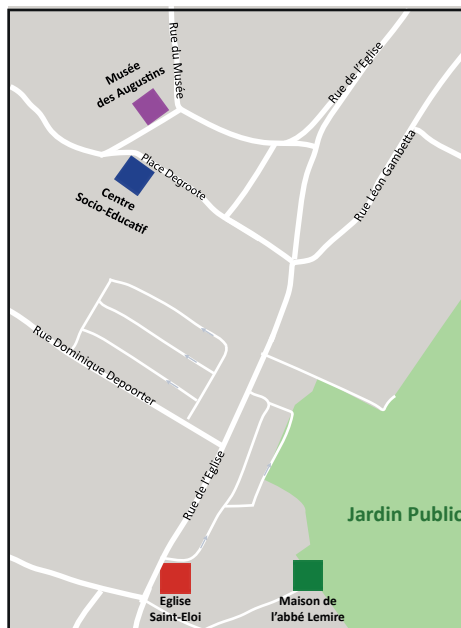 Musée
des Augustins
Rue du Musée
Rue de l'Eglise
Place Degroote
Rue Léon Gambetta
Centre
Socio-Educatif
Rue Dominique Depoorter
Rue de l'Eglise
Jardin Public
Eglise
Saint-Eloi
Maison de
l'abbé Lemire